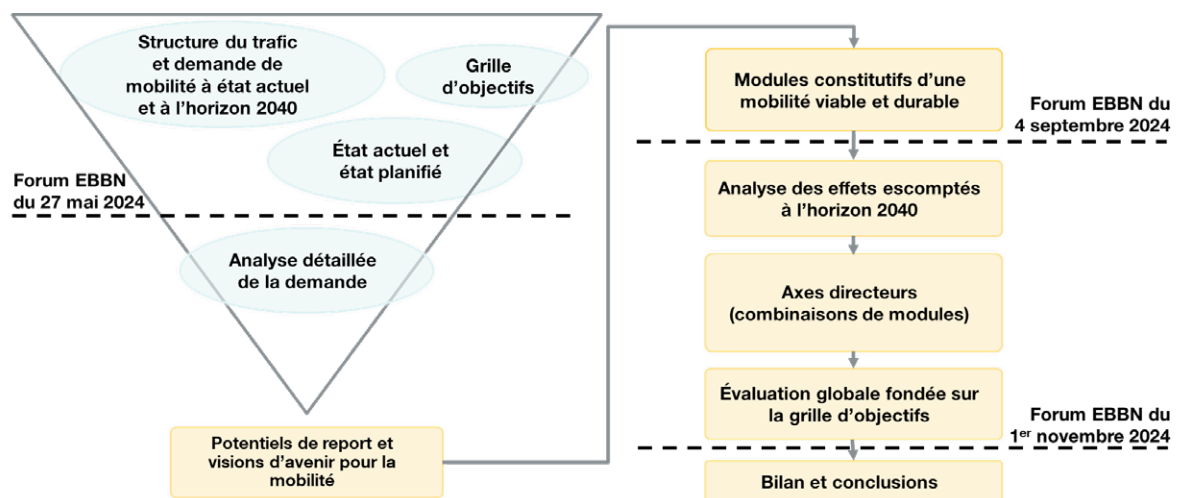 Structure du trafic
et demande de
mobilité à état actuel
et à l’horizon 2040
Grille
d’objectifs
État actuel et
état planifié
Forum EBBN
du 27 mai 2024
Analyse détaillée
de la demande
Potentiels de report et
visions d’avenir pour la
mobilité
Modules constitutifs d’une
mobilité viable et durable
Forum EBBN du
4 septembre 2024
Analyse des effets escomptés
à l’horizon 2040
Axes directeurs
(combinaisons de modules)
Évaluation globale fondée sur
la grille d’objectifs
Forum EBBN du
1er novembre 2024
Bilan et conclusions